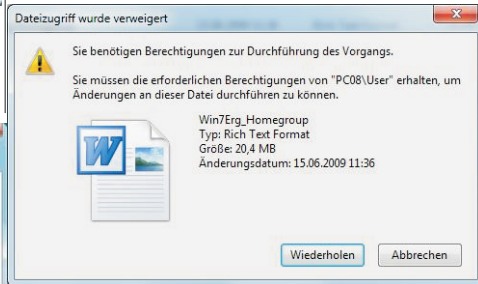 Dateizugriff wurde verweigert
Sie benötigen Berechtigungen zur Durchführung des Vorgangs.
Sie müssen die erforderlichen Berechtigungen von "PC08\User" erhalten, um
Änderungen an dieser Datei durchführen zu können.
Win7Erg_Homegroup
Typ: Rich Text Format
Größe: 20,4 MB
Änderungsdatum: 15.06.2009 11:36
W
Wiederholen
Abbrechen